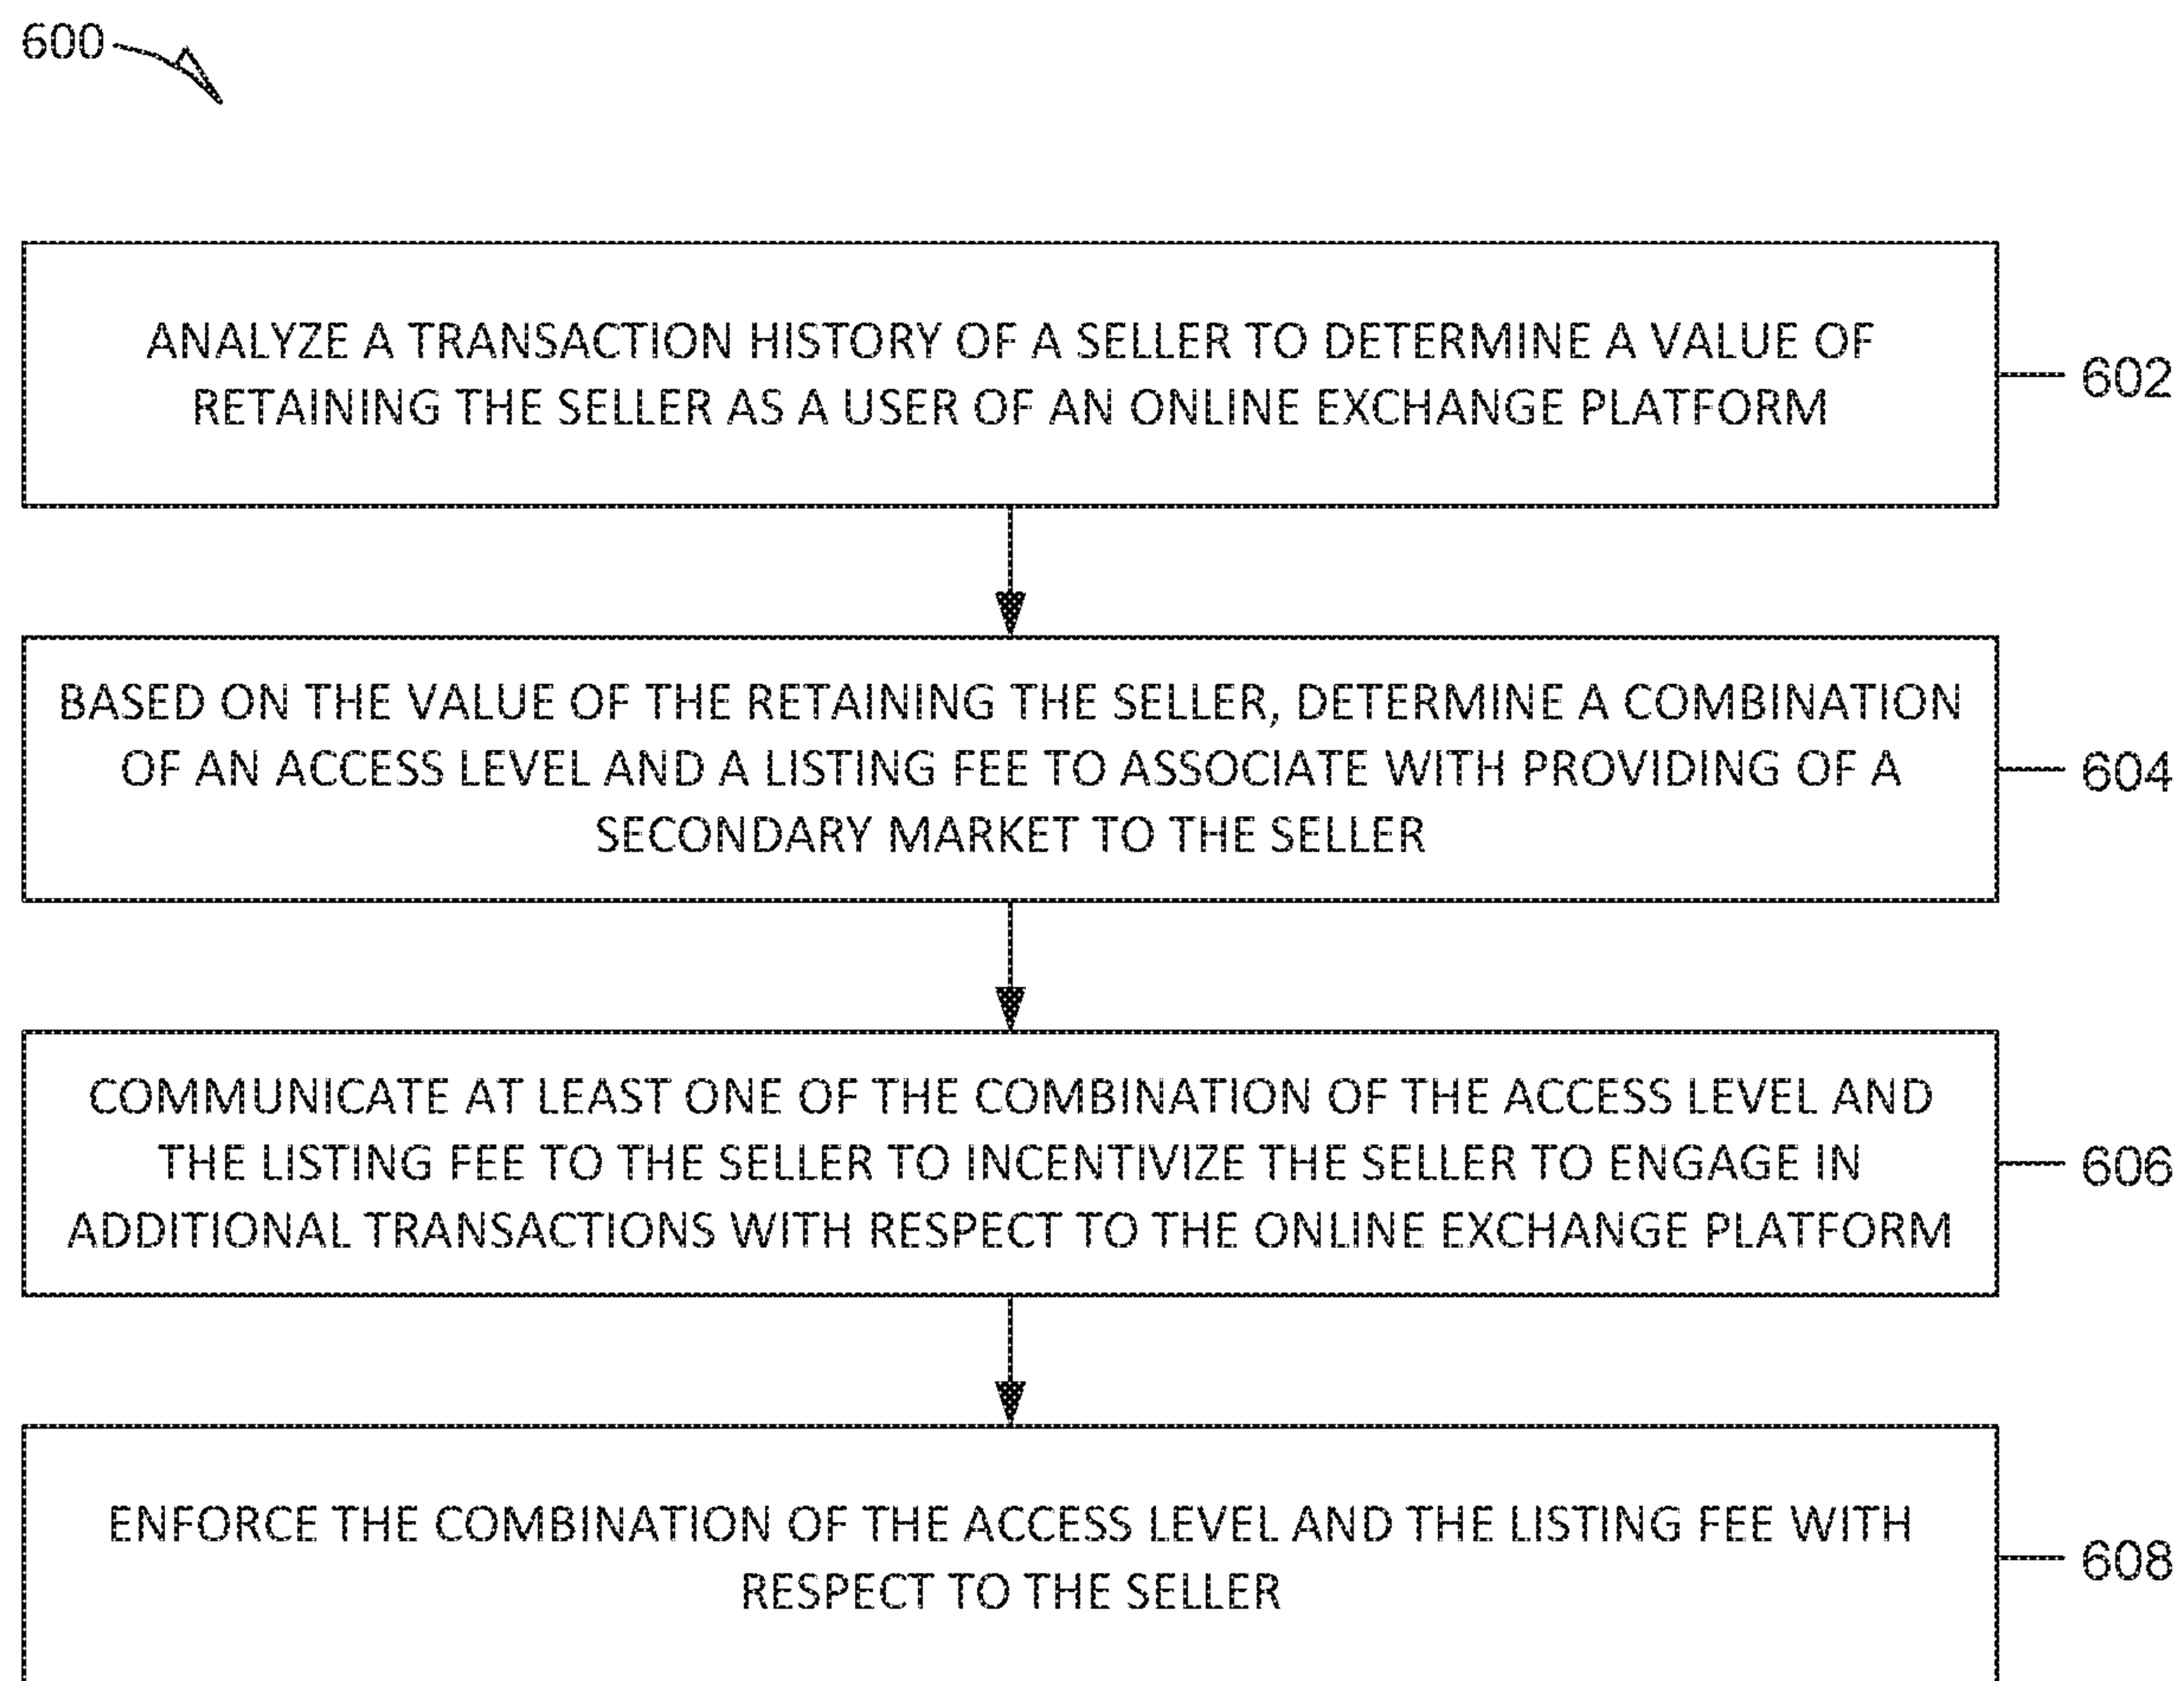 600
ANALYZE A TRANSACTION HISTORY OF A SELLER TO DETERMINE A VALUE OF
RETAINING THE SELLER AS A USER OF AN ONLINE EXCHANGE PLATFORM
602
BASED ON THE VALUE OF THE RETAINING THE SELLER, DETERMINE A COMBINATION
OF AN ACCESS LEVEL AND A LISTING FEE TO ASSOCIATE WITH PROVIDING OF A
SECONDARY MARKET TO THE SELLER
604
COMMUNICATE AT LEAST ONE OF THE COMBINATION OF THE ACCESS LEVEL AND
THE LISTING FEE TO THE SELLER TO INCENTIVIZE THE SELLER TO ENGAGE IN
ADDITIONAL TRANSACTIONS WITH RESPECT TO THE ONLINE EXCHANGE PLATFORM
606
ENFORCE THE COMBINATION OF THE ACCESS LEVEL AND THE LISTING FEE WITH
RESPECT TO THE SELLER
608